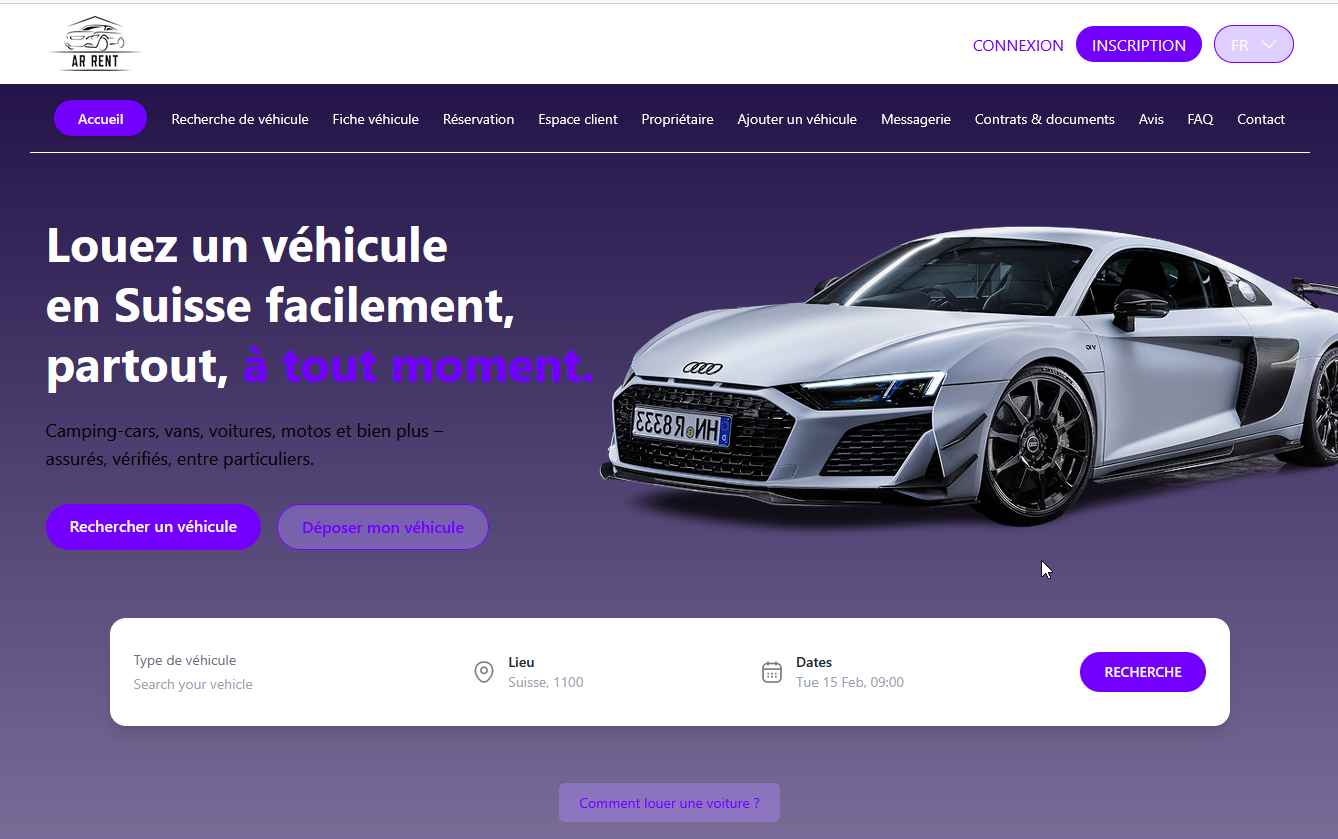 AR RENT
CONNEXION
INSCRIPTION
FR
Accueil
Recherche de véhicule
Fiche véhicule
Réservation
Espace client
Propriétaire
Ajouter un véhicule
Messagerie
Contrats & documents
Avis
FAQ
Contact
Louez un véhicule
en Suisse facilement,
partout, à tout moment.
Camping-cars, vans, voitures, motos et bien plus –
assurés, vérifiés, entre particuliers.
Rechercher un véhicule
Déposer mon véhicule
HN R 8333
Type de véhicule
Search your vehicle
Lieu
Suisse, 1100
Dates
Tue 15 Feb, 09:00
RECHERCHE
Comment louer une voiture ?